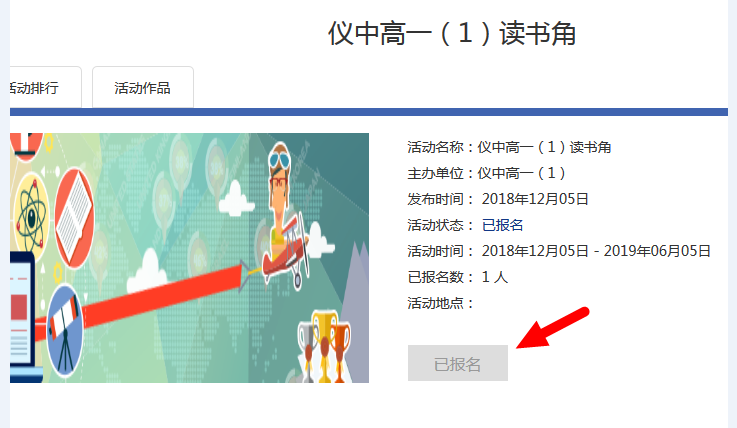 仪中高一（1）读书角
活动排行
活动作品
活动名称：仪中高一（1）读书角
主办单位：仪中高一（1）
发布时间： 2018年12月05日
活动状态： 已报名
活动时间： 2018年12月05日 - 2019年06月05日
已报名数： 1 人
活动地点：
已报名